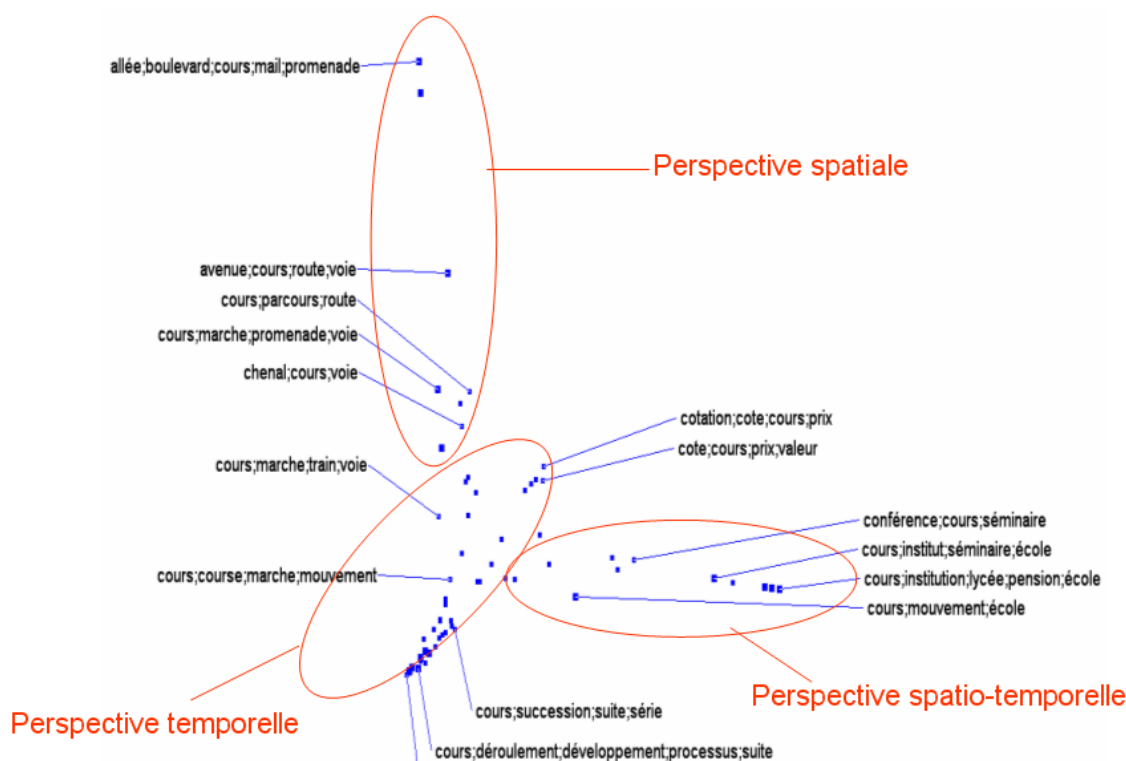 allée;boulevard;cours;mail;promenade
Perspective spatiale
avenue;cours;route;voie
cours;parcours;route
cours;marche;promenade;voie
chenal;cours;voie
cotation;cote;cours;prix
cote;cours;prix;valeur
cours;marche;train;voie
conférence;cours;séminaire
cours;institut;séminaire;école
cours;course;marche;mouvement
cours;institution;lycée;pension;école
cours;mouvement;école
Perspective spatio-temporelle
Perspective temporelle
cours;succession;suite;série
cours;déroulement;développement;processus;suite